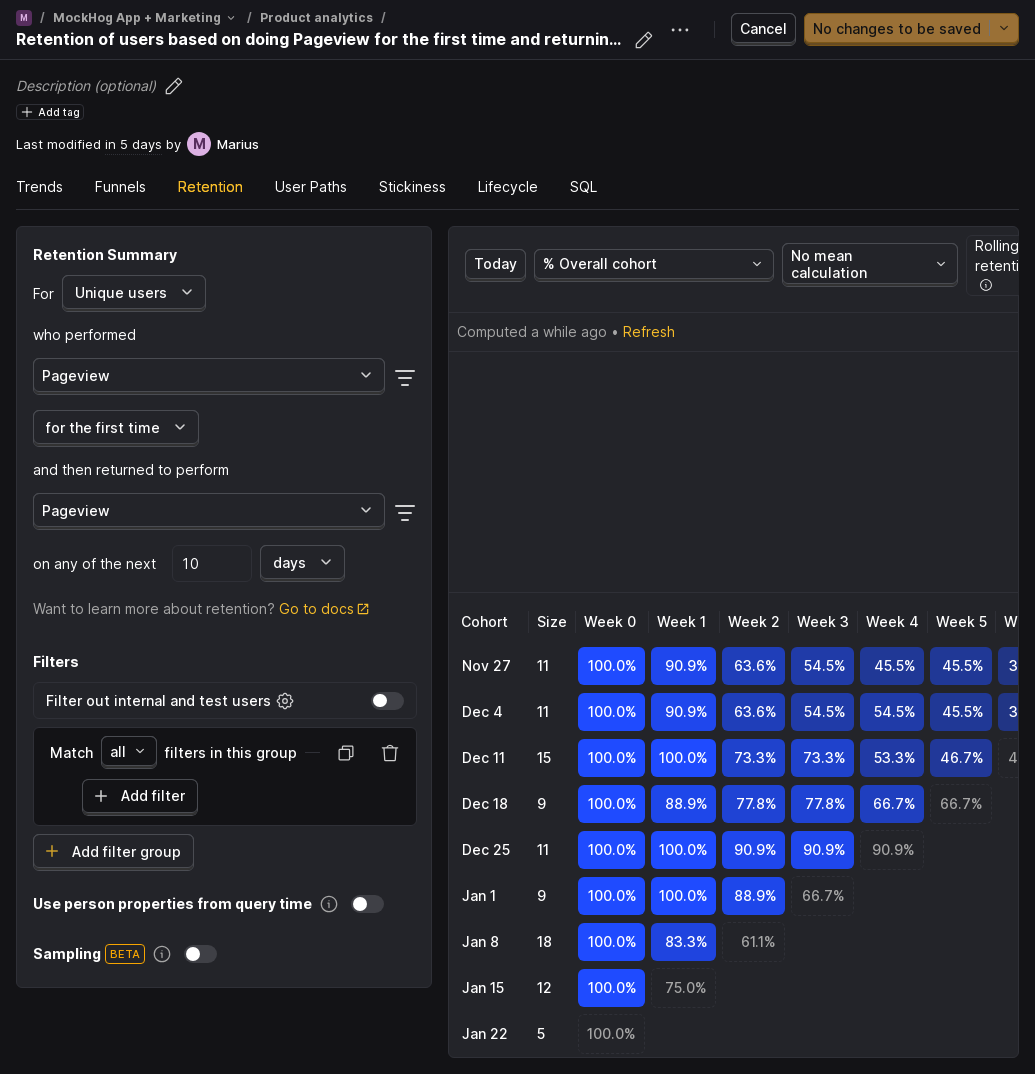 M / MockHog App + Marketing / Product analytics /
Retention of users based on doing Pageview for the first time and returnin...
Cancel
No changes to be saved
Description (optional)
Add tag
Last modified in 5 days by M Marius
Trends Funnels Retention User Paths Stickiness Lifecycle SQL
Retention Summary
For Unique users
who performed
Pageview
for the first time
and then returned to perform
Pageview
on any of the next 10 days
Want to learn more about retention? Go to docs
Filters
Filter out internal and test users
Match all filters in this group
Add filter
Add filter group
Use person properties from query time
Sampling BETA
Today
% Overall cohort
No mean
calculation
Rolling
retenti
Computed a while ago • Refresh
Cohort Size Week 0 Week 1 Week 2 Week 3 Week 4 Week 5 W
Nov 27 11 100.0% 90.9% 63.6% 54.5% 45.5% 45.5% 3
Dec 4 11 100.0% 90.9% 63.6% 54.5% 54.5% 45.5% 3
Dec 11 15 100.0% 100.0% 73.3% 73.3% 53.3% 46.7% 4
Dec 18 9 100.0% 88.9% 77.8% 77.8% 66.7% 66.7%
Dec 25 11 100.0% 100.0% 90.9% 90.9% 90.9%
Jan 1 9 100.0% 100.0% 88.9% 66.7%
Jan 8 18 100.0% 83.3% 61.1%
Jan 15 12 100.0% 75.0%
Jan 22 5 100.0%